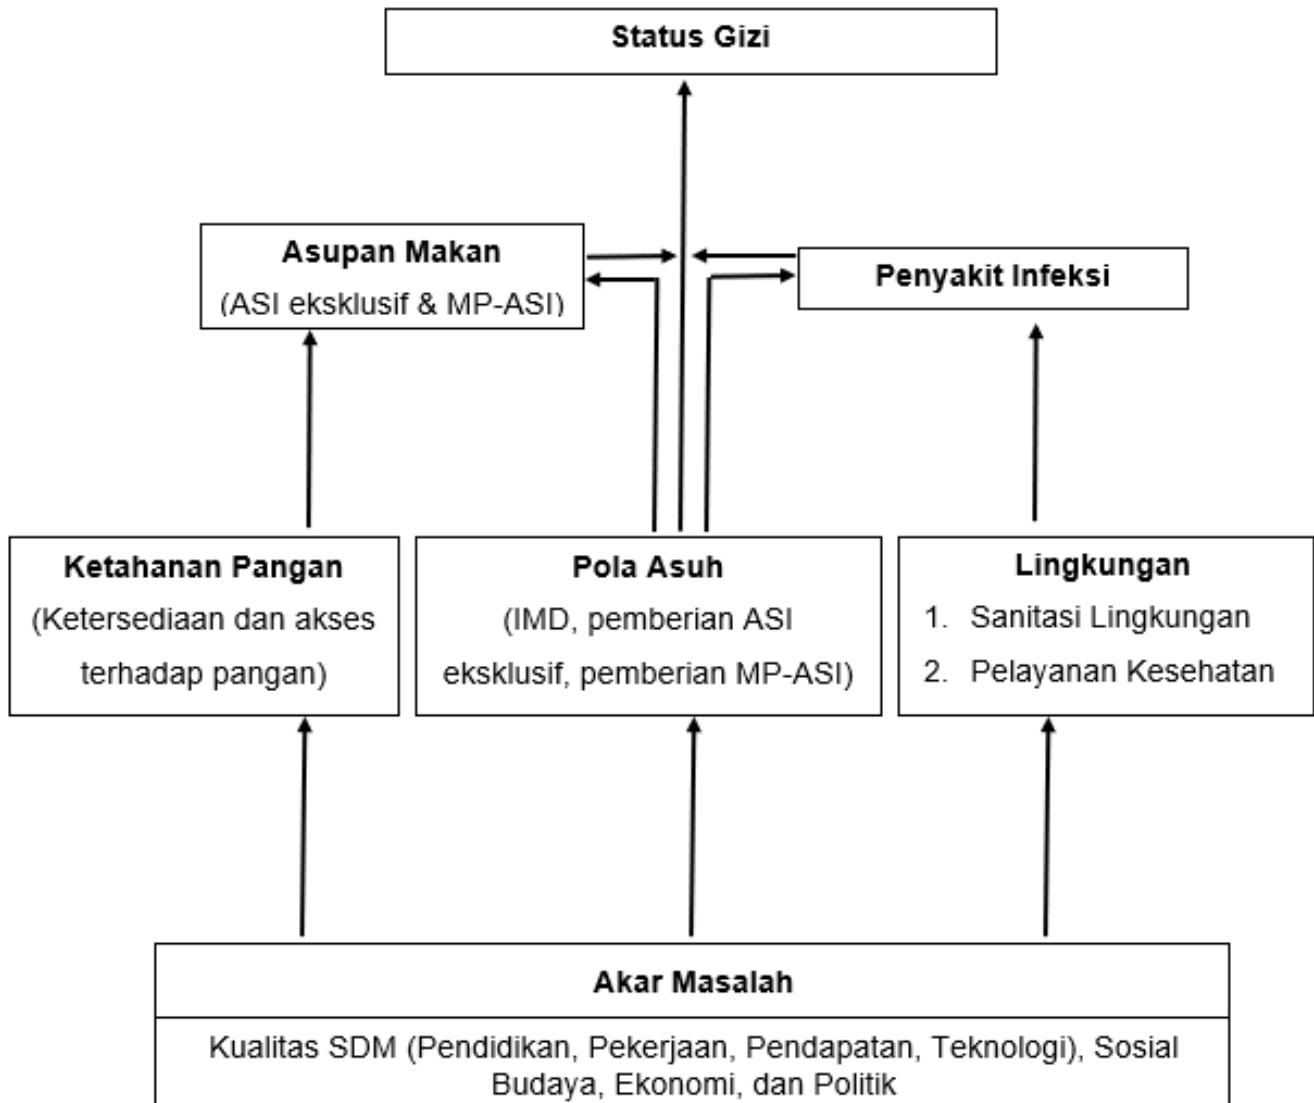 Status Gizi
Asupan Makan
(ASI eksklusif & MP-ASI)
Penyakit Infeksi
Ketahanan Pangan
(Ketersediaan dan akses
terhadap pangan)
Pola Asuh
(IMD, pemberian ASI
eksklusif, pemberian MP-ASI)
Lingkungan
1. Sanitasi Lingkungan
2. Pelayanan Kesehatan
Akar Masalah
Kualitas SDM (Pendidikan, Pekerjaan, Pendapatan, Teknologi), Sosial
Budaya, Ekonomi, dan Politik